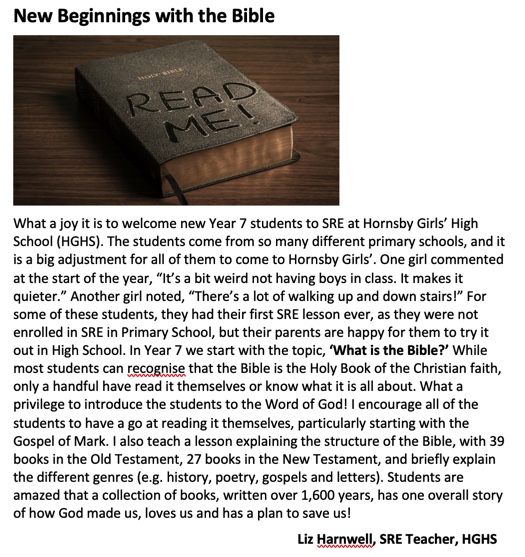 New Beginnings with the Bible
HOLY BIBLE
READ
ME!
What a joy it is to welcome new Year 7 students to SRE at Hornsby Girls’ High
School (HGHS). The students come from so many different primary schools, and it
is a big adjustment for all of them to come to Hornsby Girls’. One girl commented
at the start of the year, “It’s a bit weird not having boys in class. It makes it
quieter.” Another girl noted, “There’s a lot of walking up and down stairs!” For
some of these students, they had their first SRE lesson ever, as they were not
enrolled in SRE in Primary School, but their parents are happy for them to try it
out in High School. In Year 7 we start with the topic, ‘What is the Bible?’ While
most students can recognise that the Bible is the Holy Book of the Christian faith,
only a handful have read it themselves or know what it is all about. What a
privilege to introduce the students to the Word of God! I encourage all of the
students to have a go at reading it themselves, particularly starting with the
Gospel of Mark. I also teach a lesson explaining the structure of the Bible, with 39
books in the Old Testament, 27 books in the New Testament, and briefly explain
the different genres (e.g. history, poetry, gospels and letters). Students are
amazed that a collection of books, written over 1,600 years, has one overall story
of how God made us, loves us and has a plan to save us!
Liz Harnwell, SRE Teacher, HGHS